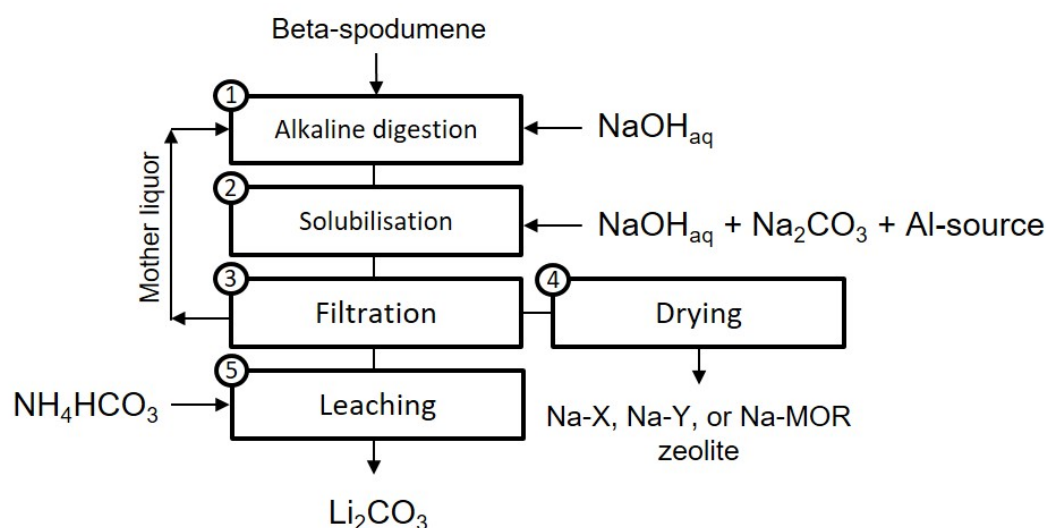 Beta-spodumene
1
Alkaline digestion
NaOHaq
Mother liquor
2
Solubilisation
NaOHaq + Na2CO3 + Al-source
3
Filtration
4
Drying
5
NH4HCO3
Leaching
Na-X, Na-Y, or Na-MOR
zeolite
Li2CO3